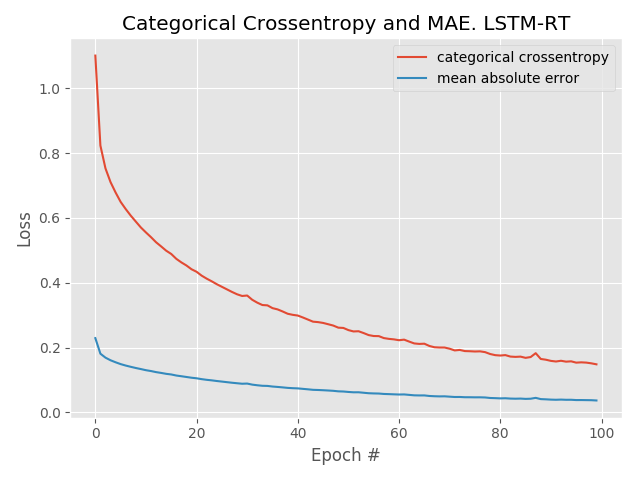 Categorical Crossentropy and MAE. LSTM-RT
categorical crossentropy
mean absolute error
1.0
0.8
0.6
0.4
0.2
0.0
Loss
0 20 40 60 80 100
Epoch #